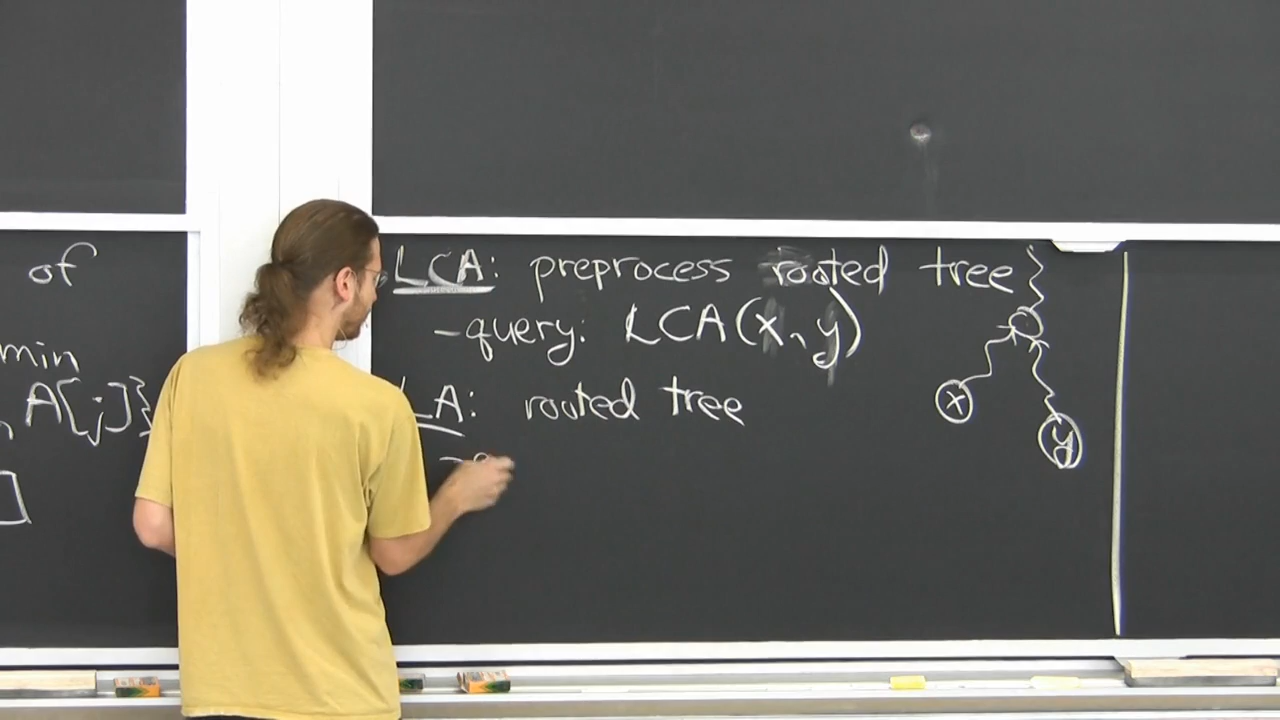 of
min
A[j]}
LCA: preprocess rooted tree
-query: LCA(x, y)
LA: rooted tree
x
y